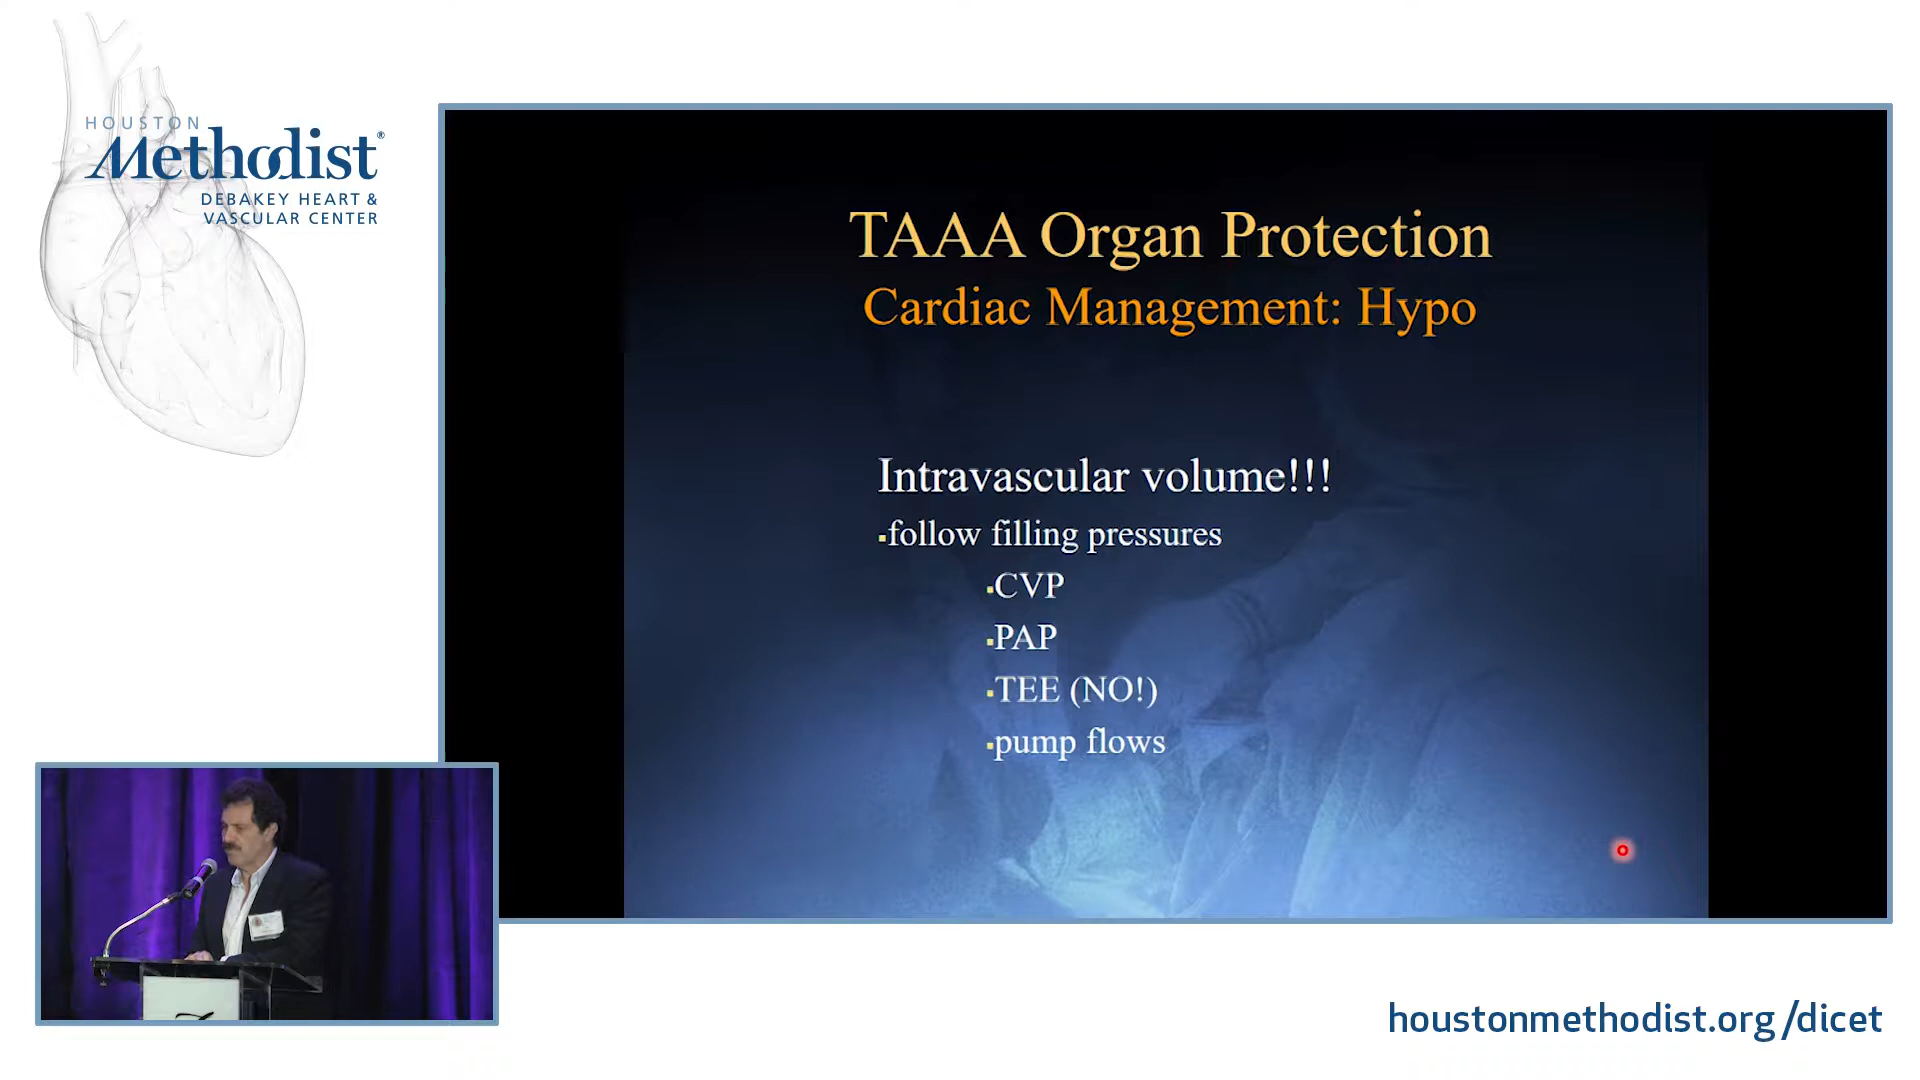 HOUSTON
Methodist®
DEBAKEY HEART &
VASCULAR CENTER
TAAA Organ Protection
Cardiac Management: Hypo
Intravascular volume!!!
▪follow filling pressures
▪CVP
▪PAP
▪TEE (NO!)
▪pump flows
houstonmethodist.org/dicet